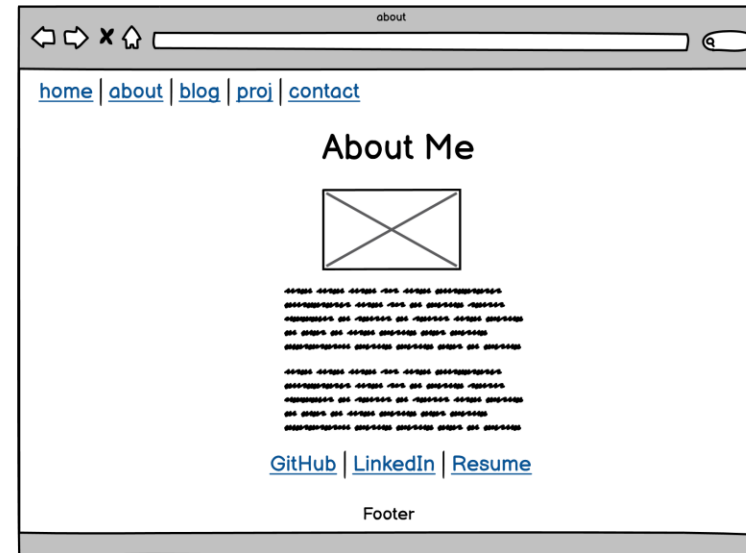 about
home | about | blog | proj | contact
About Me
GitHub | LinkedIn | Resume
Footer